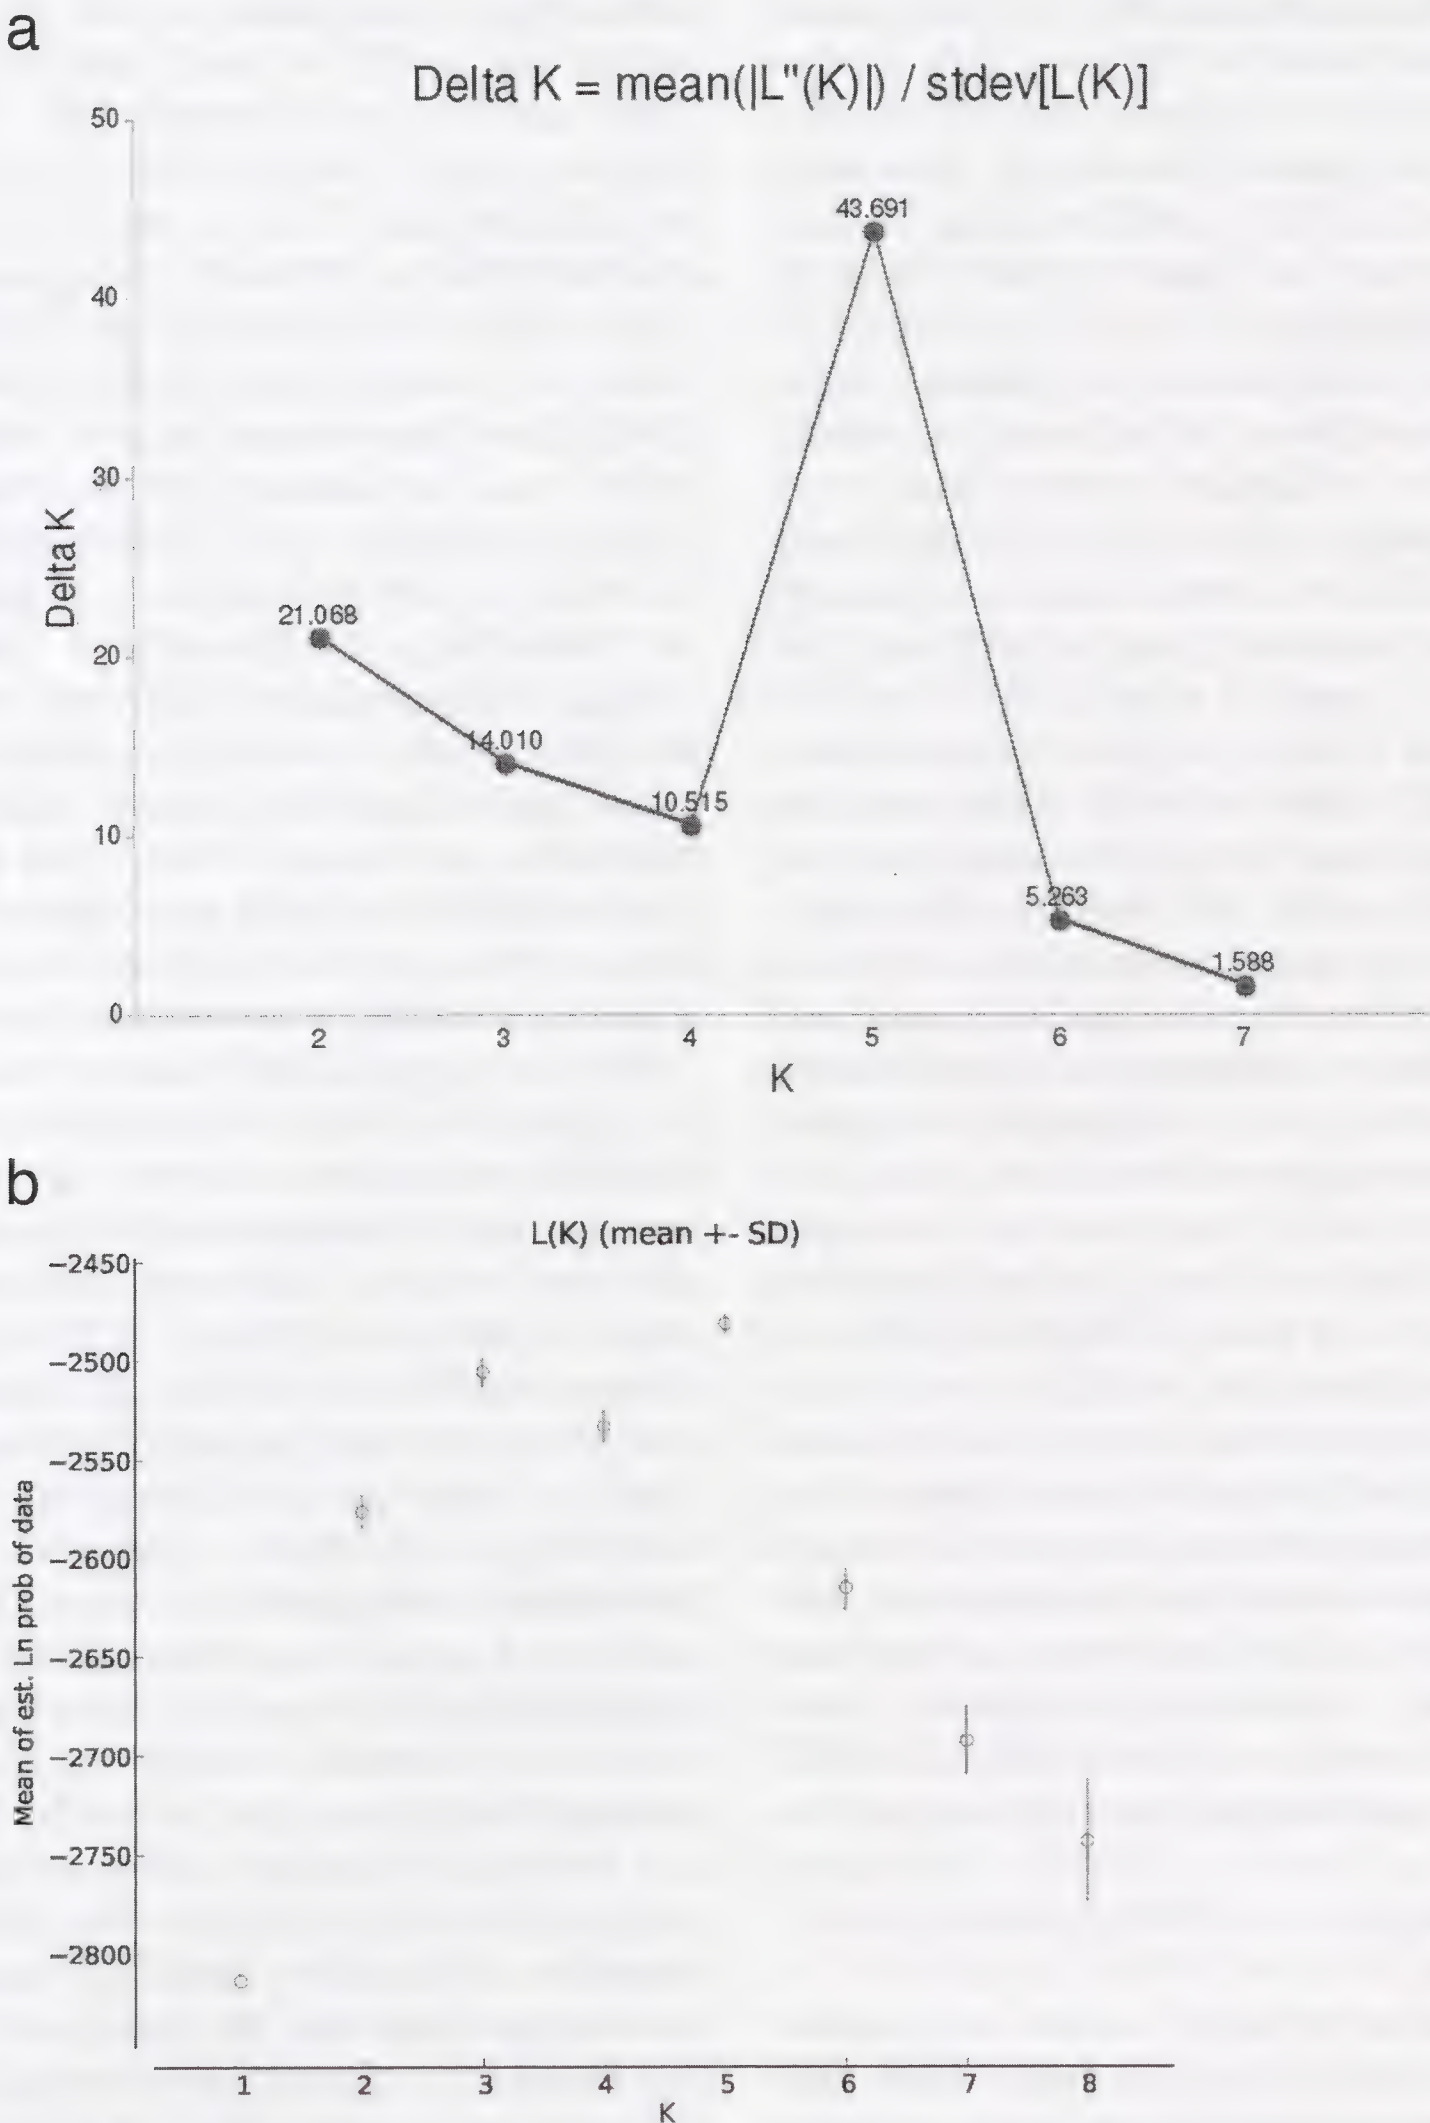 a
Delta K = mean(|L"(K)|) / stdev[L(K)]
50
43.691
40
30
Delta K
21.068
20
14.010
10.515
10
5.263
1.588
0
2 3 4 5 6 7
K
b
L(K) (mean +- SD)
−2450
−2500
−2550
−2600
−2650
−2700
−2750
−2800
Mean of est. Ln prob of data
1 2 3 4 5 6 7 8
K